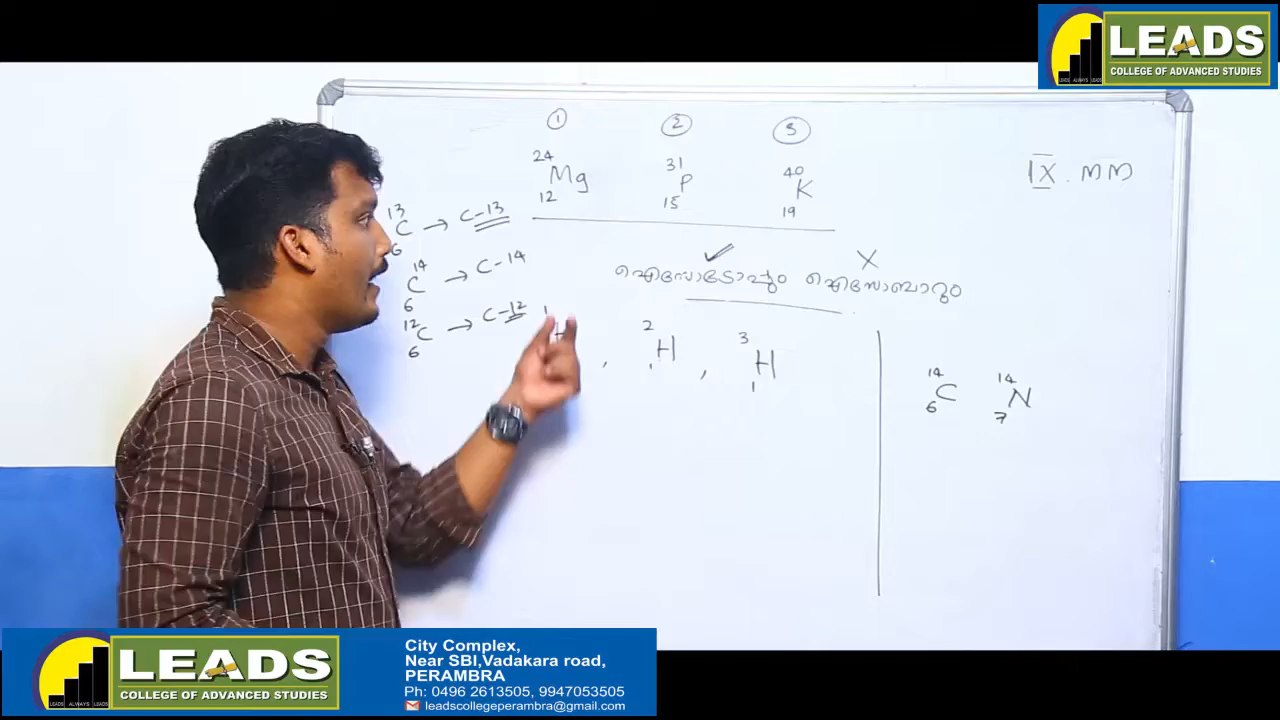 LEADS
COLLEGE OF ADVANCED STUDIES
① ② ③
24 Mg 12
31 P 15
40 K 19
IX . MM
13 C 6 → C-13
14 C 6 → C-14
12 C 6 → C-12
✓ X
ഐസോടോപ്പും ഐസോബാറും
1 H , 2 H 1 , 3 H 1
14 C 6 14 N 7
LEADS
COLLEGE OF ADVANCED STUDIES
City Complex,
Near SBI,Vadakara road,
PERAMBRA
Ph: 0496 2613505, 9947053505
leadscollegeperambra@gmail.com